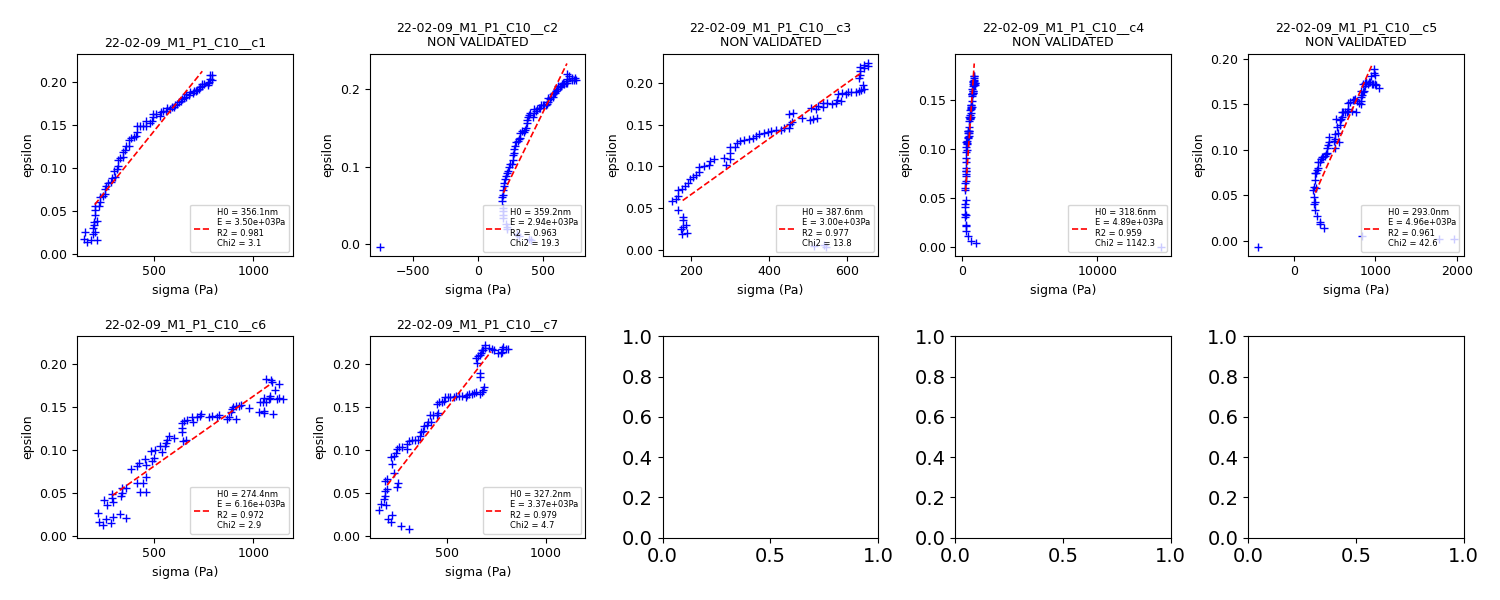 22-02-09_M1_P1_C10__c1
epsilon
0.20
0.15
0.10
0.05
0.00
H0 = 356.1nm
E = 3.50e+03Pa
R2 = 0.981
Chi2 = 3.1
500
1000
sigma (Pa)
22-02-09_M1_P1_C10__c2
NON VALIDATED
epsilon
0.2
0.1
0.0
H0 = 359.2nm
E = 2.94e+03Pa
R2 = 0.963
Chi2 = 19.3
−500
0
500
sigma (Pa)
22-02-09_M1_P1_C10__c3
NON VALIDATED
epsilon
0.20
0.15
0.10
0.05
0.00
H0 = 387.6nm
E = 3.00e+03Pa
R2 = 0.977
Chi2 = 13.8
200
400
600
sigma (Pa)
22-02-09_M1_P1_C10__c4
NON VALIDATED
epsilon
0.15
0.10
0.05
0.00
H0 = 318.6nm
E = 4.89e+03Pa
R2 = 0.959
Chi2 = 1142.3
0
10000
sigma (Pa)
22-02-09_M1_P1_C10__c5
NON VALIDATED
epsilon
0.20
0.15
0.10
0.05
0.00
H0 = 293.0nm
E = 4.96e+03Pa
R2 = 0.961
Chi2 = 42.6
0
1000
2000
sigma (Pa)
22-02-09_M1_P1_C10__c6
epsilon
0.20
0.15
0.10
0.05
0.00
H0 = 274.4nm
E = 6.16e+03Pa
R2 = 0.972
Chi2 = 2.9
500
1000
sigma (Pa)
22-02-09_M1_P1_C10__c7
epsilon
0.20
0.15
0.10
0.05
0.00
H0 = 327.2nm
E = 3.37e+03Pa
R2 = 0.979
Chi2 = 4.7
500
1000
sigma (Pa)
1.0
0.8
0.6
0.4
0.2
0.0
0.0
0.5
1.0
1.0
0.8
0.6
0.4
0.2
0.0
0.0
0.5
1.0
1.0
0.8
0.6
0.4
0.2
0.0
0.0
0.5
1.0